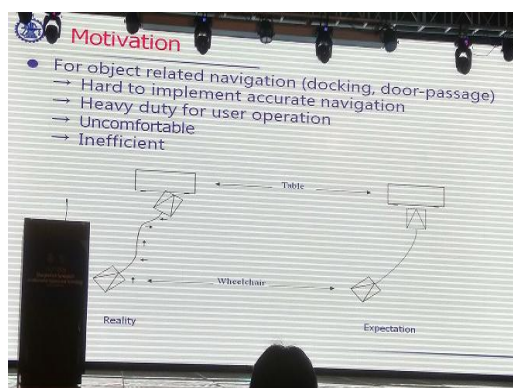 Motivation
● For object related navigation (docking, door-passage)
→ Hard to implement accurate navigation
→ Heavy duty for user operation
→ Uncomfortable
→ Inefficient
Table
Wheelchair
Reality
Expectation